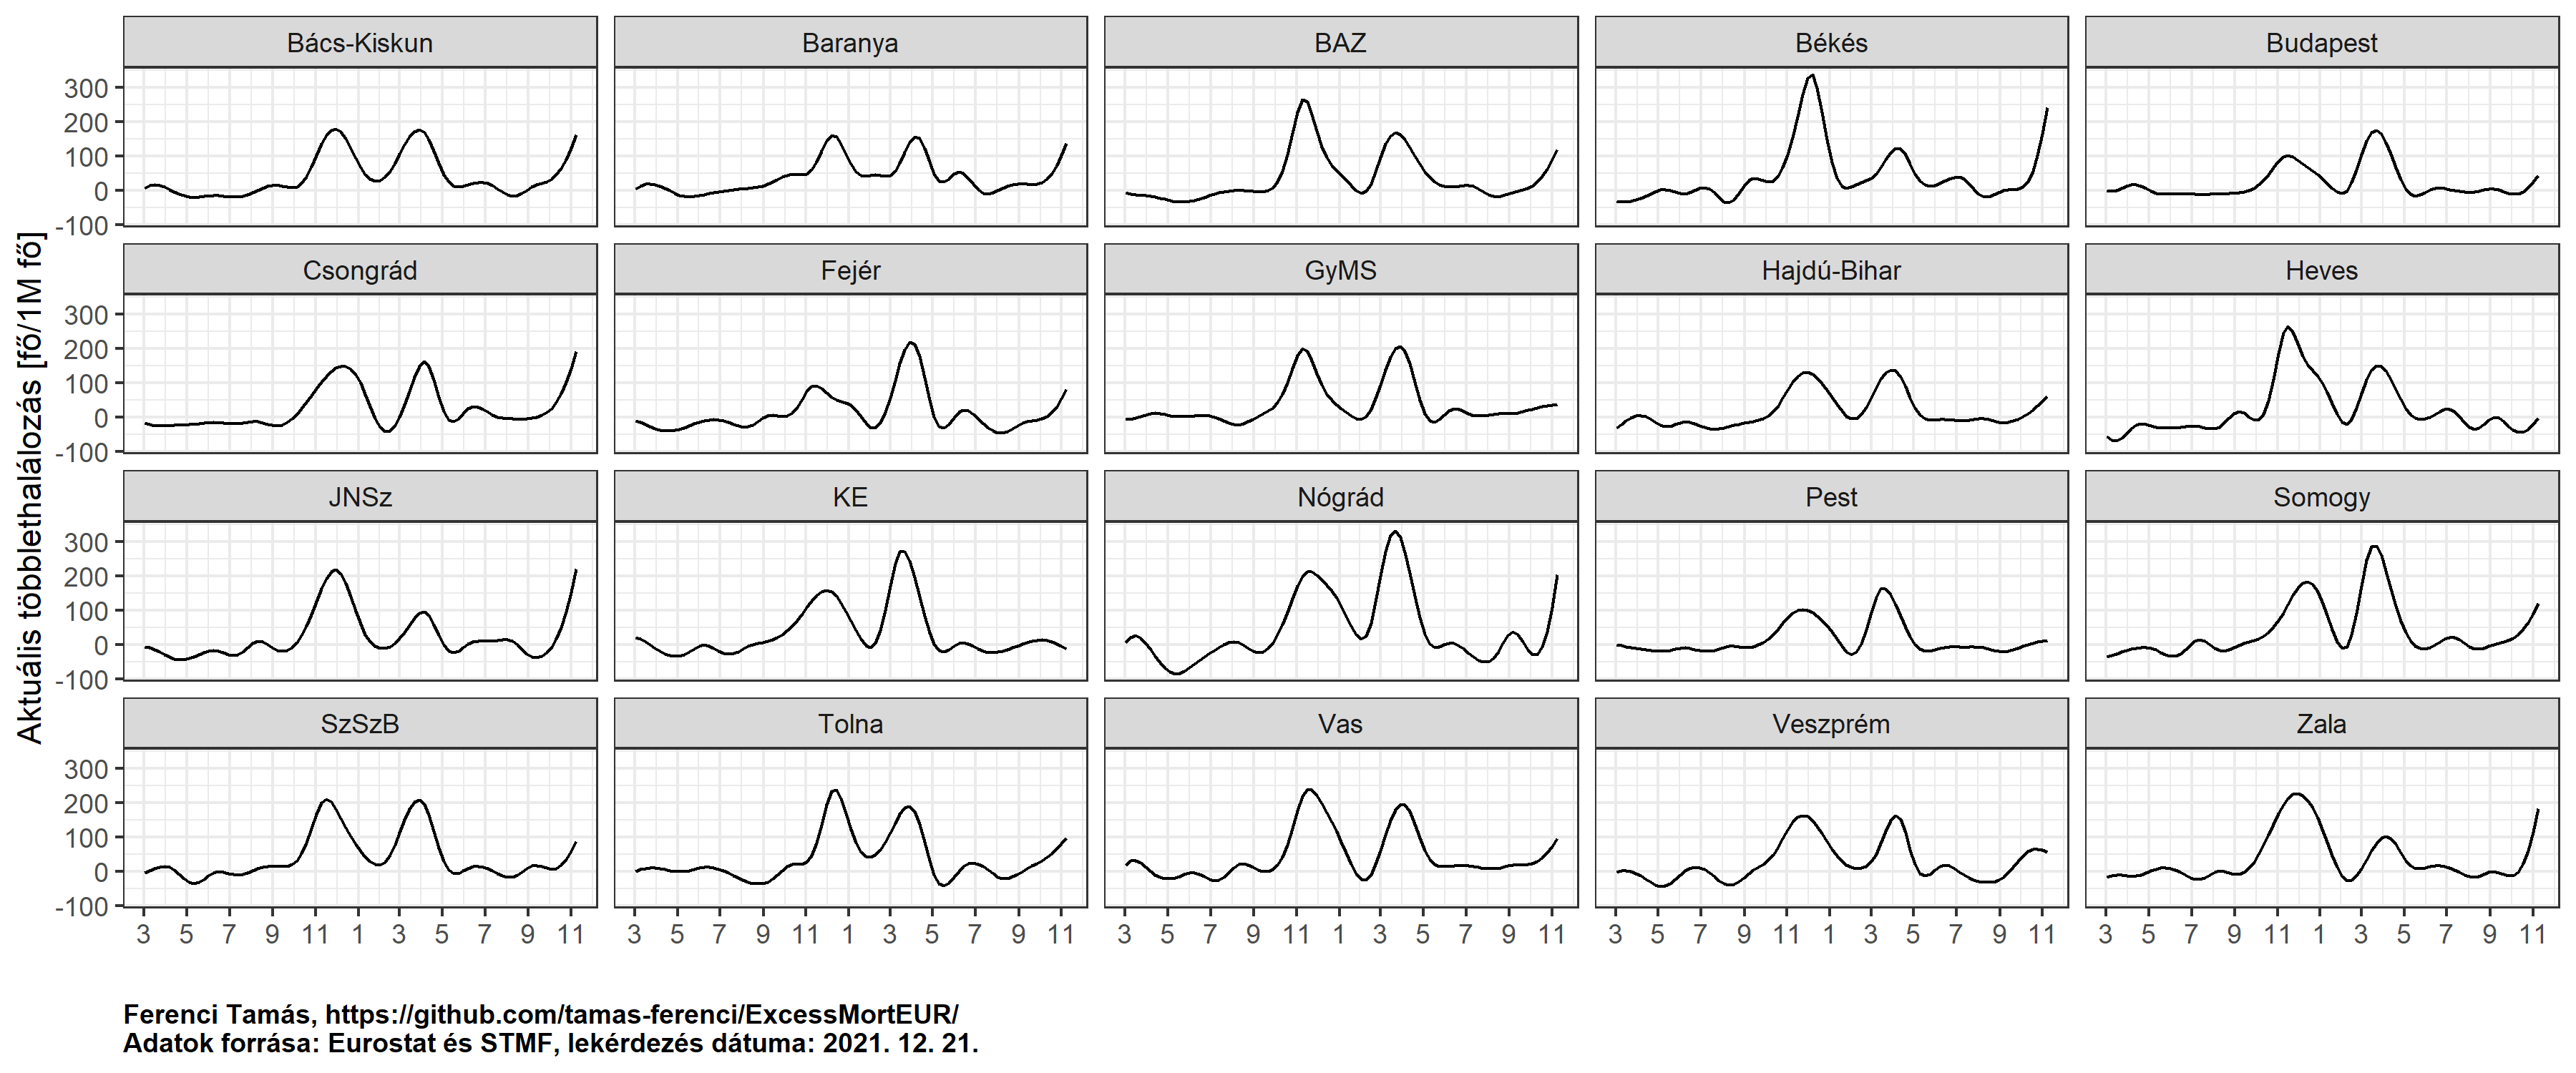 Bács-Kiskun Baranya BAZ Békés Budapest
300
200
100
0
-100
Csongrád Fejér GyMS Hajdú-Bihar Heves
300
200
100
0
-100
JNSz KE Nógrád Pest Somogy
300
200
100
0
-100
SzSzB Tolna Vas Veszprém Zala
300
200
100
0
-100
3 5 7 9 11 1 3 5 7 9 11 3 5 7 9 11 1 3 5 7 9 11 3 5 7 9 11 1 3 5 7 9 11 3 5 7 9 11 1 3 5 7 9 11 3 5 7 9 11 1 3 5 7 9 11
Aktuális többlethalálozás [fő/1M fő]
Ferenci Tamás, https://github.com/tamas-ferenci/ExcessMortEUR/
Adatok forrása: Eurostat és STMF, lekérdezés dátuma: 2021. 12. 21.